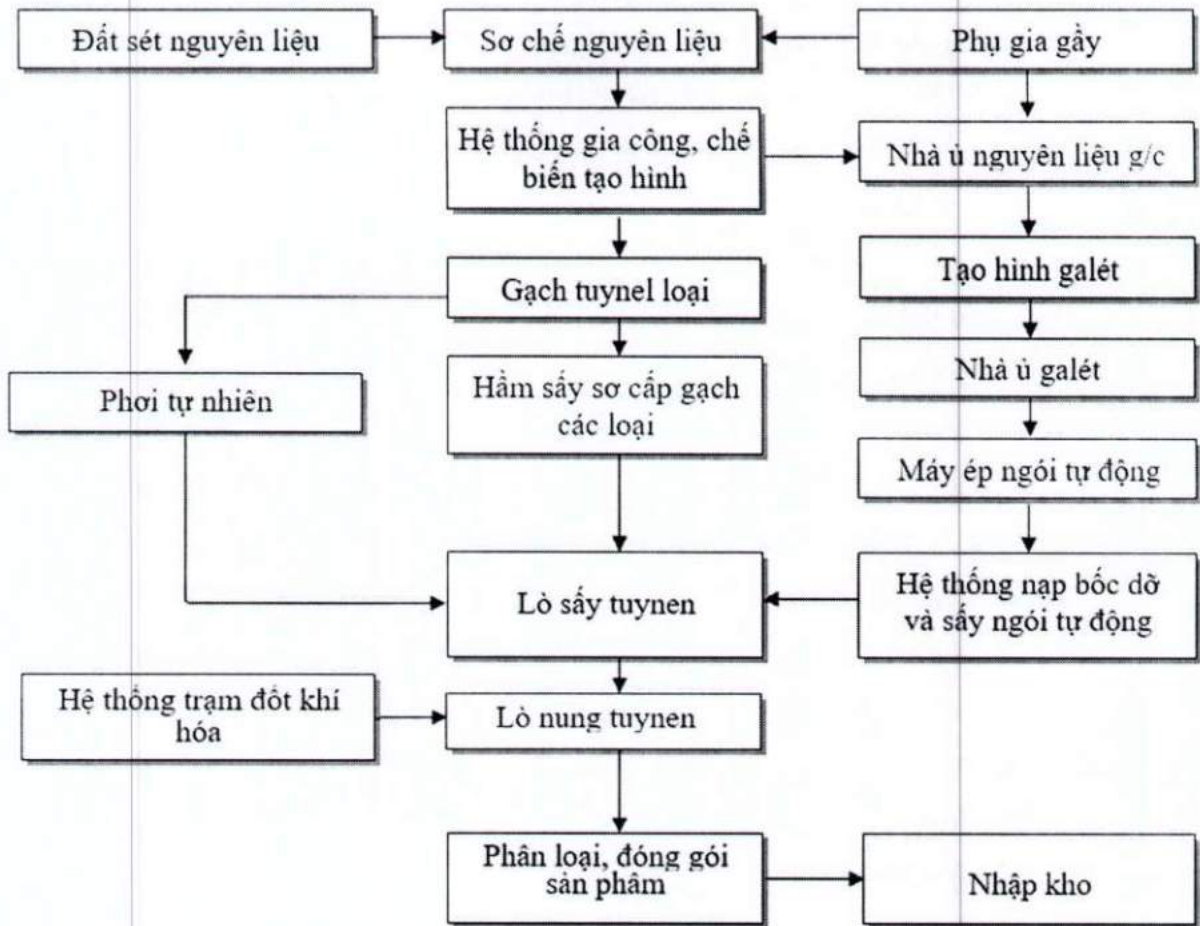 Đất sét nguyên liệu
Sơ chế nguyên liệu
Phụ gia gầy
Hệ thống gia công, chế
biến tạo hình
Nhà ủ nguyên liệu g/c
Gạch tuynel loại
Tạo hình galét
Phơi tự nhiên
Hầm sấy sơ cấp gạch
các loại
Nhà ủ galét
Máy ép ngói tự động
Lò sấy tuynen
Hệ thống nạp bốc dỡ
và sấy ngói tự động
Hệ thống trạm đốt khí
hóa
Lò nung tuynen
Phân loại, đóng gói
sản phẩm
Nhập kho